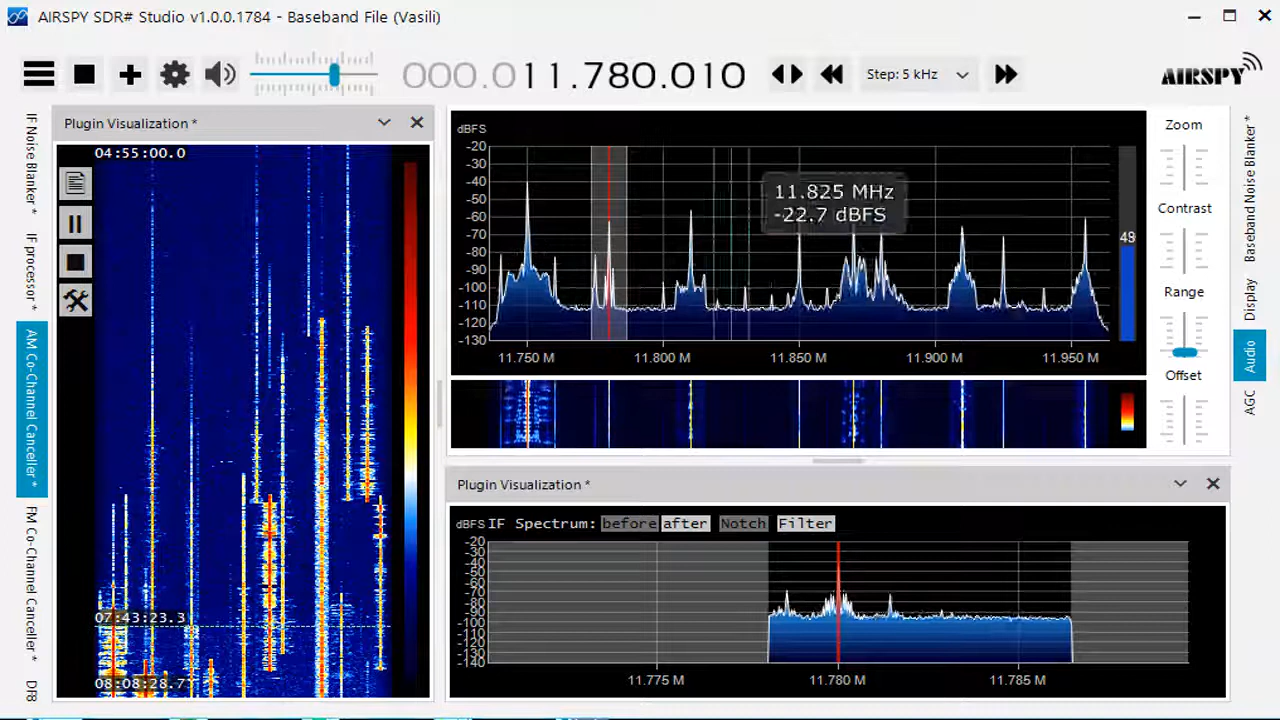 AIRSPY SDR# Studio v1.0.0.1784 - Baseband File (Vasili)
000.011.780.010
Step: 5 kHz
AIRSPY
IF Noise Blanker *
IF processor *
AM Co-Channel Canceller *
FM Co-Channel Canceller *
Plugin Visualization *
04:55:00.0
07:43:23.3
08:08:28.7
dBFS
-20
-30
-40
-50
-60
-70
-80
-90
-100
-110
-120
-130
11.825 MHz
-22.7 dBFS
49
11.750 M
11.800 M
11.850 M
11.900 M
11.950 M
Zoom
Contrast
Range
Offset
Baseband Noise Blanker *
Display
Audio
AGC
Plugin Visualization *
dBFS IF Spectrum: before after Notch Filter
-20
-30
-40
-50
-60
-70
-80
-90
-100
-110
-120
-130
-140
11.775 M
11.780 M
11.785 M